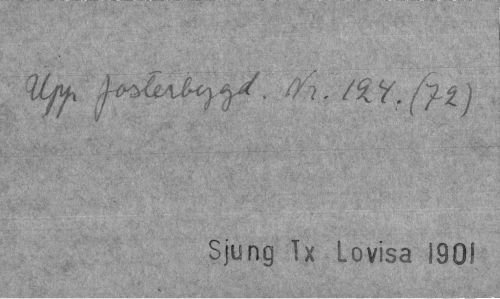 Upp fosterbygd. Nr. 124. (72)
Sjung Tx Lovisa 1901